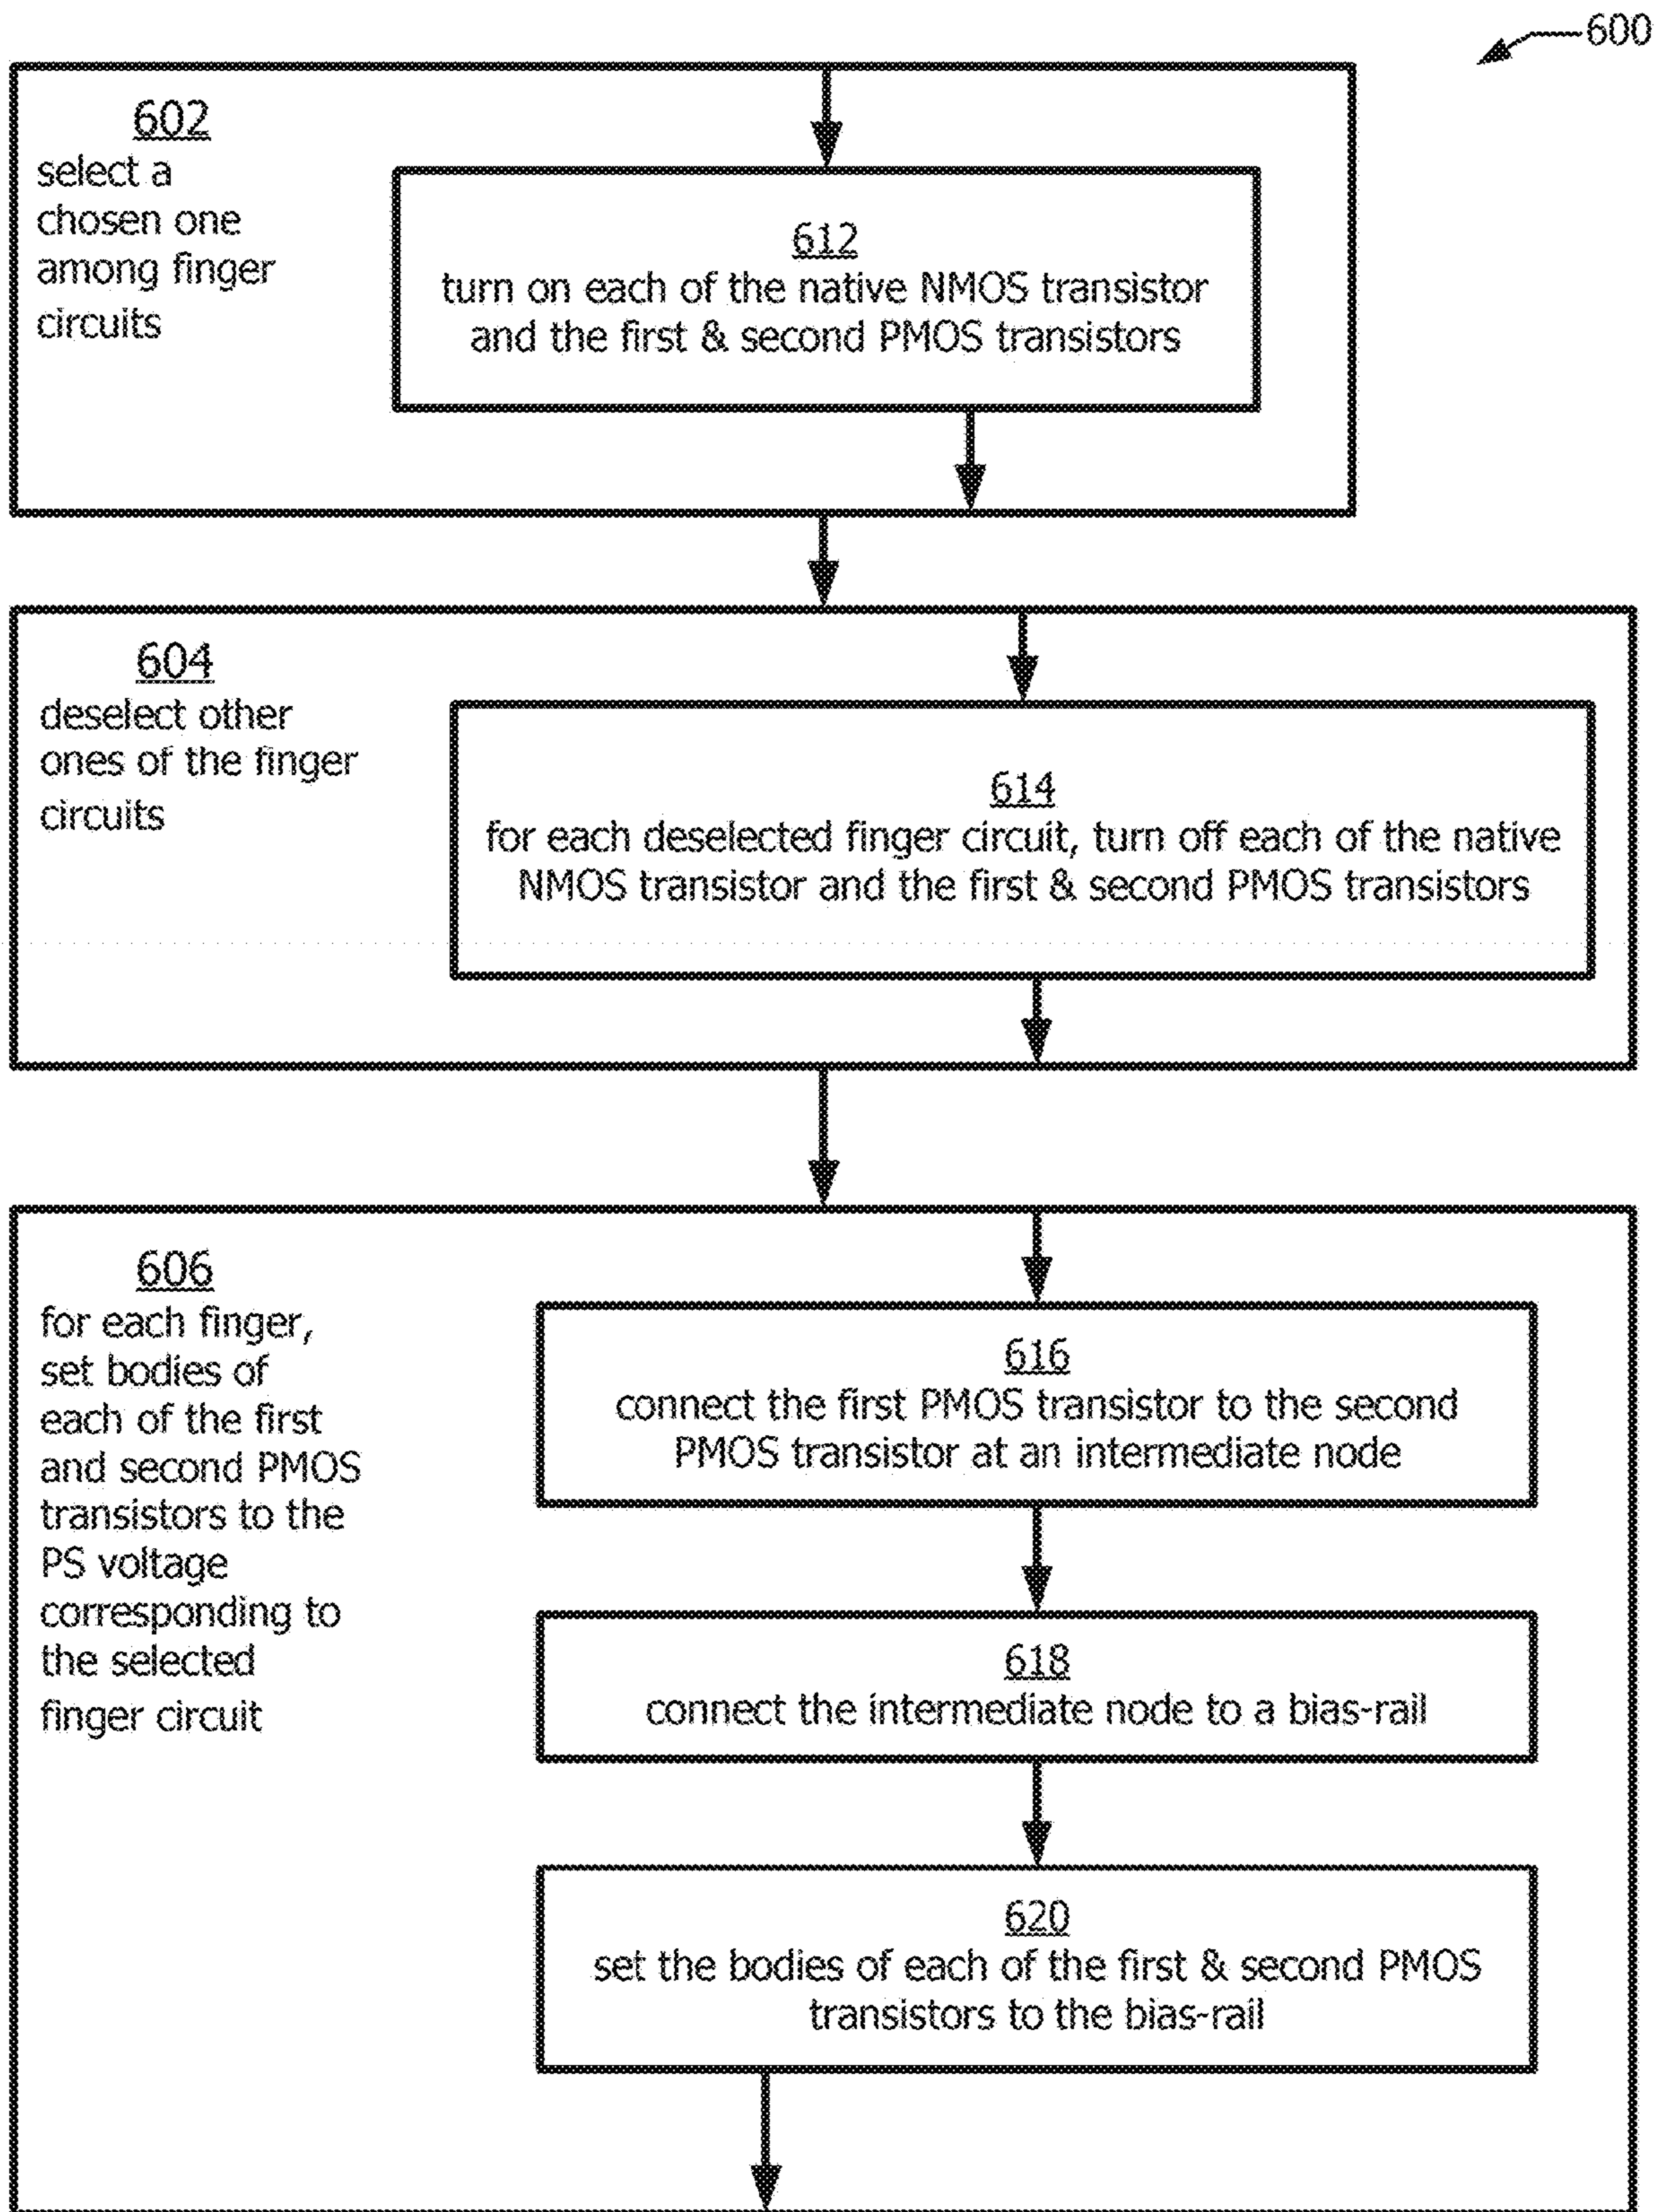 600
602
select a
chosen one
among finger
circuits
612
turn on each of the native NMOS transistor
and the first & second PMOS transistors
604
deselect other
ones of the finger
circuits
614
for each deselected finger circuit, turn off each of the native
NMOS transistor and the first & second PMOS transistors
606
for each finger,
set bodies of
each of the first
and second PMOS
transistors to the
PS voltage
corresponding to
the selected
finger circuit
616
connect the first PMOS transistor to the second
PMOS transistor at an intermediate node
618
connect the intermediate node to a bias-rail
620
set the bodies of each of the first & second PMOS
transistors to the bias-rail